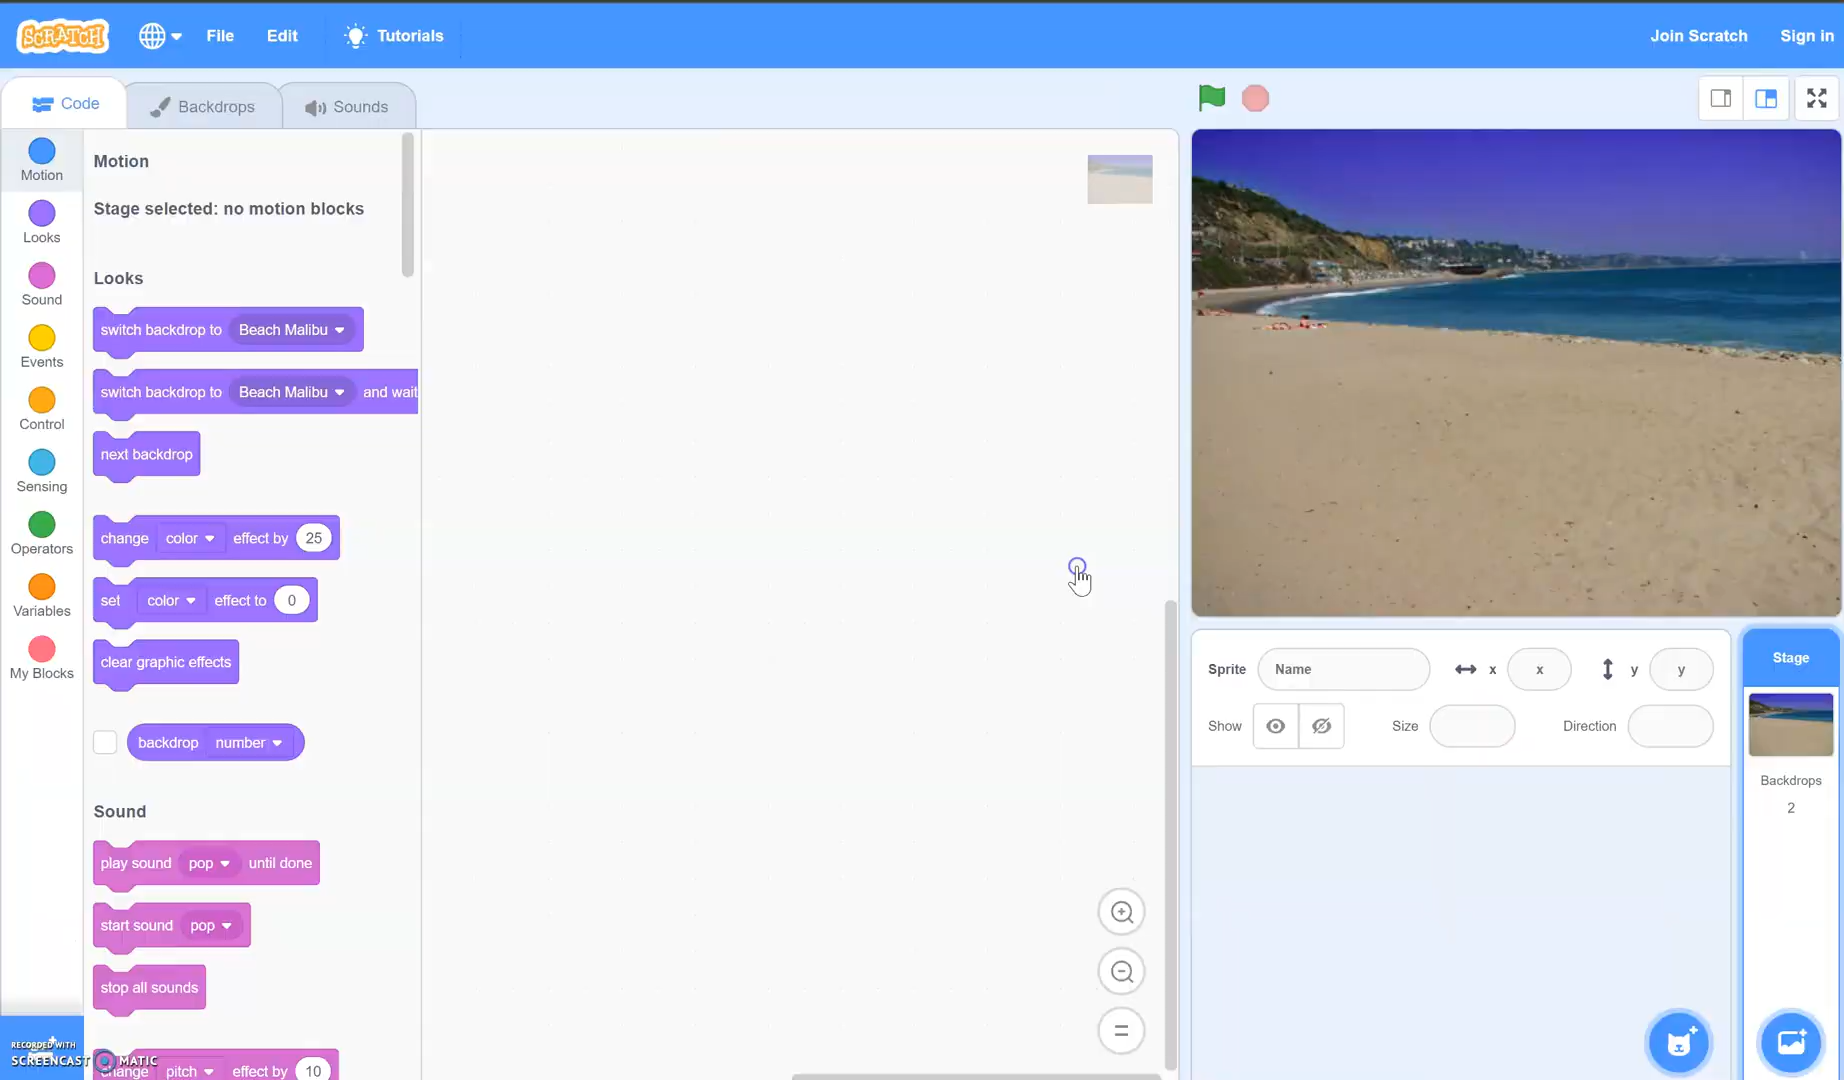 SCRATCH
File
Edit
Tutorials
Join Scratch
Sign in
Code
Backdrops
Sounds
Motion
Looks
Sound
Events
Control
Sensing
Operators
Variables
My Blocks
Motion
Stage selected: no motion blocks
Looks
switch backdrop to Beach Malibu
switch backdrop to Beach Malibu and wait
next backdrop
change color effect by 25
set color effect to 0
clear graphic effects
backdrop number
Sound
play sound pop until done
start sound pop
stop all sounds
change pitch effect by 10
Sprite Name x x y y
Show Size Direction
Stage
Backdrops
2
RECORDED WITH
SCREENCAST MATIC